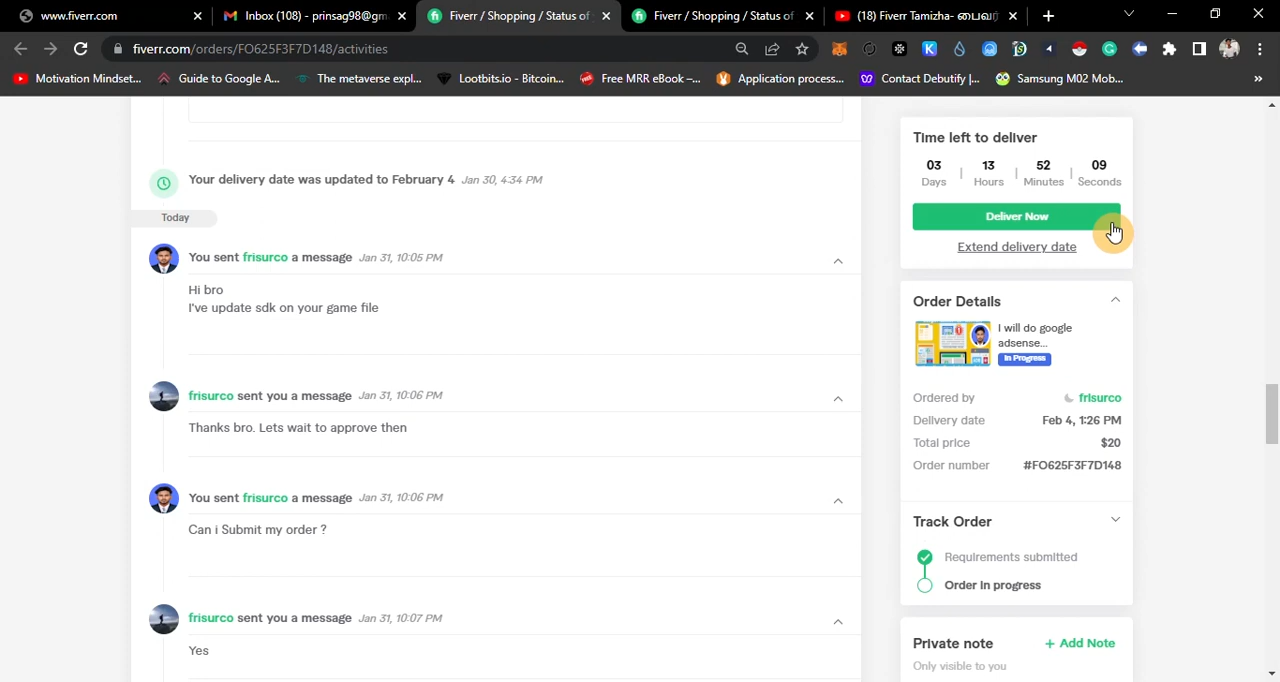 www.fiverr.com
Inbox (108) - prinsag98@gm
Fiverr / Shopping / Status of
Fiverr / Shopping / Status of
(18) Fiverr Tamizha- பைவர்
fiverr.com/orders/FO625F3F7D148/activities
Motivation Mindset...
Guide to Google A...
The metaverse expl...
Lootbits.io - Bitcoin...
Free MRR eBook –...
Application process...
Contact Debutify |...
Samsung M02 Mob...
»
Time left to deliver
03 | 13 | 52 | 09
Days Hours Minutes Seconds
Deliver Now
Extend delivery date
Your delivery date was updated to February 4 Jan 30, 4:34 PM
Today
You sent frisurco a message Jan 31, 10:05 PM
Hi bro
I've update sdk on your game file
frisurco sent you a message Jan 31, 10:06 PM
Thanks bro. Lets wait to approve then
You sent frisurco a message Jan 31, 10:06 PM
Can i Submit my order ?
frisurco sent you a message Jan 31, 10:07 PM
Yes
Order Details
I will do google
adsense...
In Progress
Ordered by frisurco
Delivery date Feb 4, 1:26 PM
Total price $20
Order number #FO625F3F7D148
Track Order
Requirements submitted
Order in progress
Private note + Add Note
Only visible to you